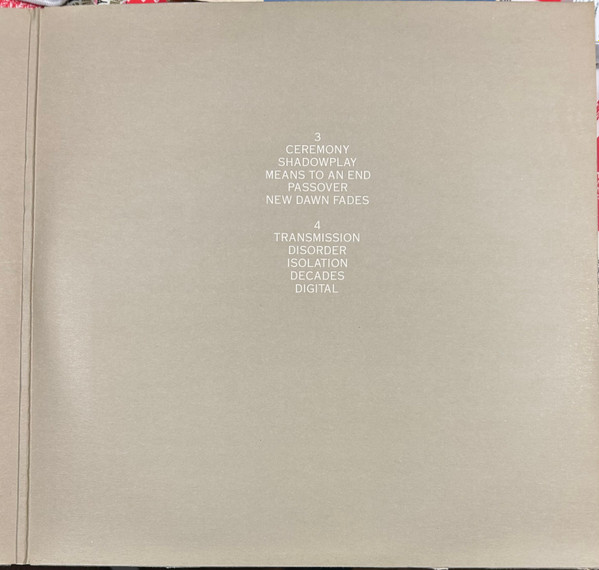 3
CEREMONY
SHADOWPLAY
MEANS TO AN END
PASSOVER
NEW DAWN FADES
4
TRANSMISSION
DISORDER
ISOLATION
DECADES
DIGITAL